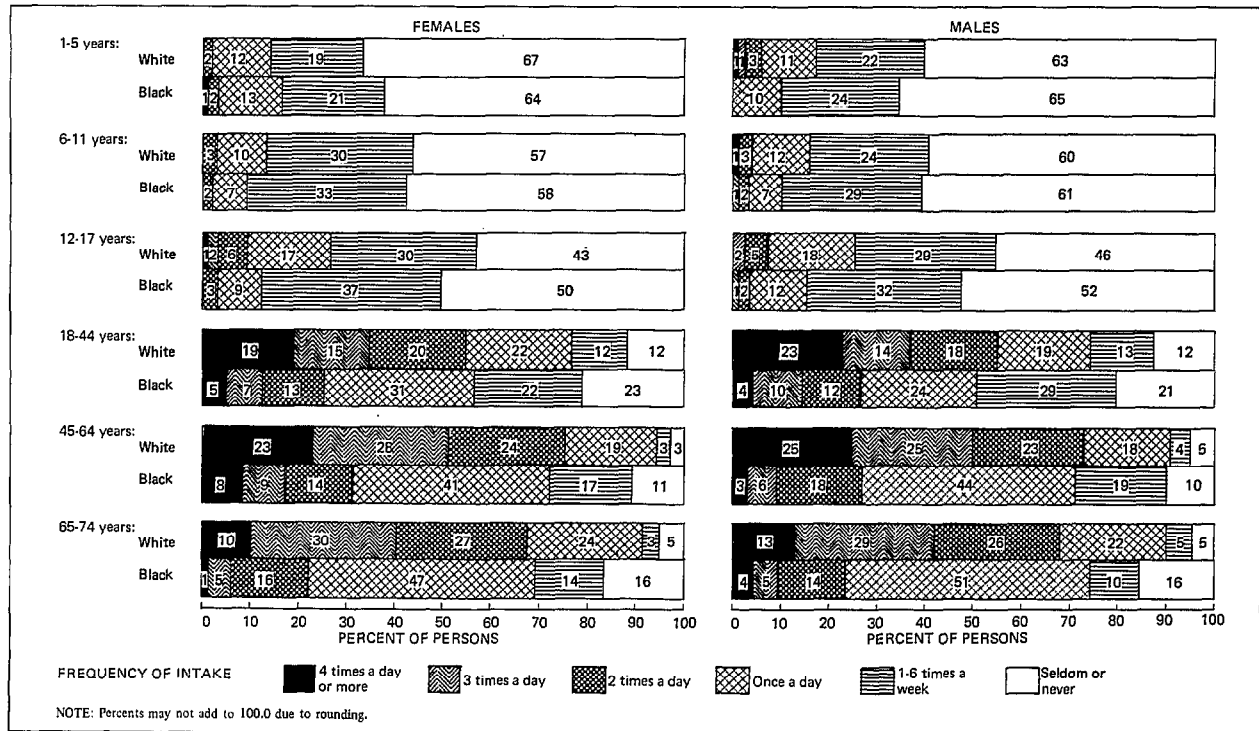 FEMALES MALES
1-5 years:
White 2 12 19 67 1 3 11 22 63
Black 1 2 13 21 64 10 24 65
6-11 years:
White 3 10 30 57 1 3 12 24 60
Black 2 7 33 58 1 2 7 29 61
12-17 years:
White 1 2 6 17 30 43 2 5 18 29 46
Black 3 9 37 50 1 2 12 32 52
18-44 years:
White 19 15 20 22 12 12 23 14 18 19 13 12
Black 5 7 13 31 22 23 4 10 12 24 29 21
45-64 years:
White 23 28 24 19 3 3 25 25 23 18 4 5
Black 8 9 14 41 17 11 3 6 18 44 19 10
65-74 years:
White 10 30 27 24 3 5 13 29 26 22 5 5
Black 1 5 16 47 14 16 4 5 14 51 10 16
0 10 20 30 40 50 60 70 80 90 100 0 10 20 30 40 50 60 70 80 90 100
PERCENT OF PERSONS PERCENT OF PERSONS
FREQUENCY OF INTAKE 4 times a day or more 3 times a day 2 times a day Once a day 1-6 times a week Seldom or never
NOTE: Percents may not add to 100.0 due to rounding.